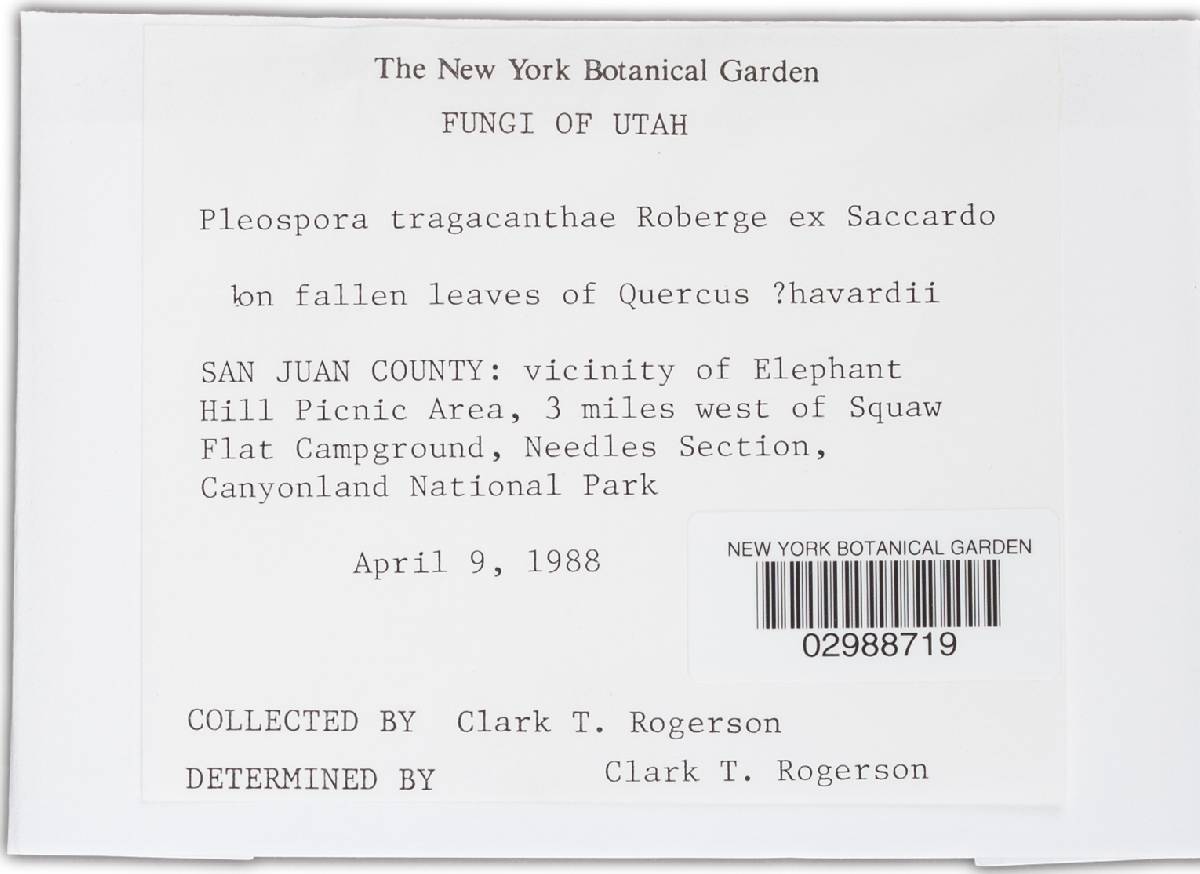 The New York Botanical Garden
FUNGI OF UTAH
Pleospora tragacanthae Roberge ex Saccardo
on fallen leaves of Quercus ?havardii
SAN JUAN COUNTY: vicinity of Elephant
Hill Picnic Area, 3 miles west of Squaw
Flat Campground, Needles Section,
Canyonland National Park
April 9, 1988
NEW YORK BOTANICAL GARDEN
02988719
COLLECTED BY Clark T. Rogerson
DETERMINED BY Clark T. Rogerson